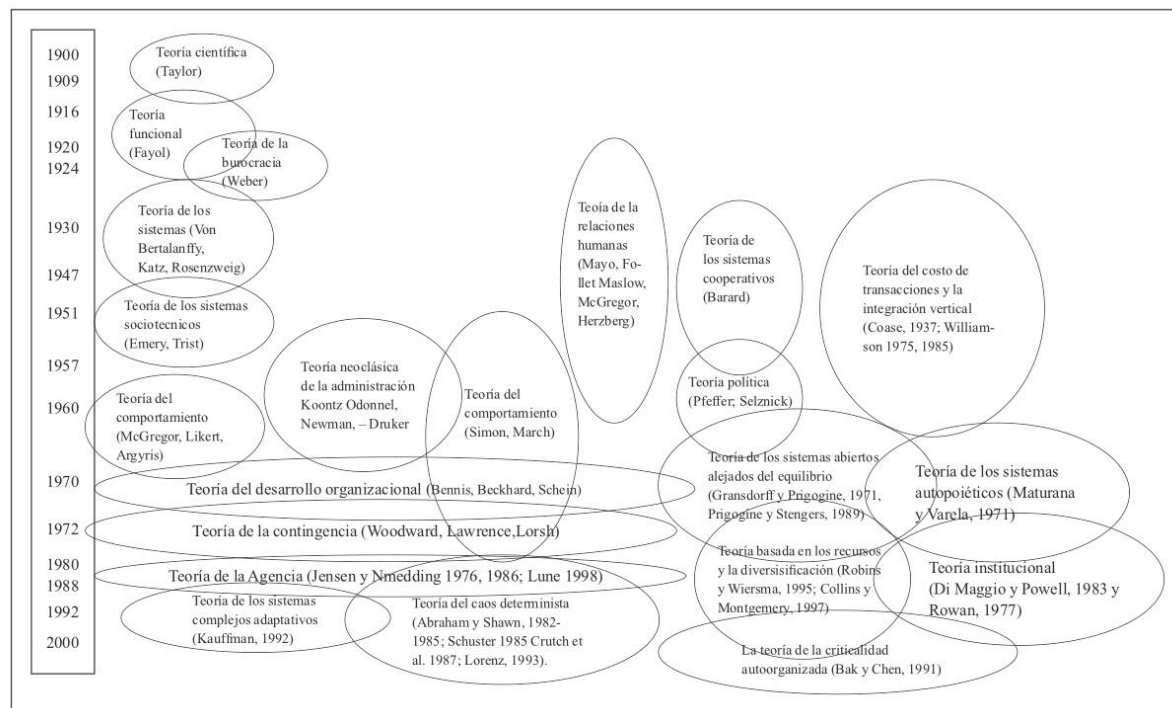 1900
1909
1916
1920
1924
1930
1947
1951
1957
1960
1970
1972
1980
1988
1992
2000
Teoría científica
(Taylor)
Teoría
funcional
(Fayol)
Teoría de la
burocracia
(Weber)
Teoría de los
sistemas (Von
Bertalanffy,
Katz, Rosenzweig)
Teoría de los sistemas
sociotecnicos
(Emery, Trist)
Teoría del
comportamiento
(McGregor, Likert,
Argyris)
Teoría neoclásica
de la administración
Koontz Odonnel,
Newman, – Druker
Teoría del
comportamiento
(Simon, March)
Teoía de la
relaciones
humanas
(Mayo, Fo-
llet Maslow,
McGregor,
Herzberg)
Teoría de
los sistemas
cooperativos
(Barard)
Teoría política
(Pfeffer; Selznick)
Teoría del costo de
transacciones y la
integración vertical
(Coase, 1937; William-
son 1975, 1985)
Teoría de los sistemas abiertos
alejados del equilibrio
(Gransdorff y Prigogine, 1971,
Prigogine y Stengers, 1989)
Teoría de los sistemas
autopoiéticos (Maturana
y Varela, 1971)
Teoría del desarrollo organizacional (Bennis, Beckhard, Schein)
Teoría de la contingencia (Woodward, Lawrence,Lorsh)
Teoría de la Agencia (Jensen y Nmedding 1976, 1986; Lune 1998)
Teoría basada en los recursos
y la diversisificación (Robins
y Wiersma, 1995; Collins y
Montgemery, 1997)
Teoría institucional
(Di Maggio y Powell, 1983 y
Rowan, 1977)
Teoría de los sistemas
complejos adaptativos
(Kauffman, 1992)
Teoría del caos determinista
(Abraham y Shawn, 1982-
1985; Schuster 1985 Crutch et
al. 1987; Lorenz, 1993).
La teoría de la criticalidad
autoorganizada (Bak y Chen, 1991)